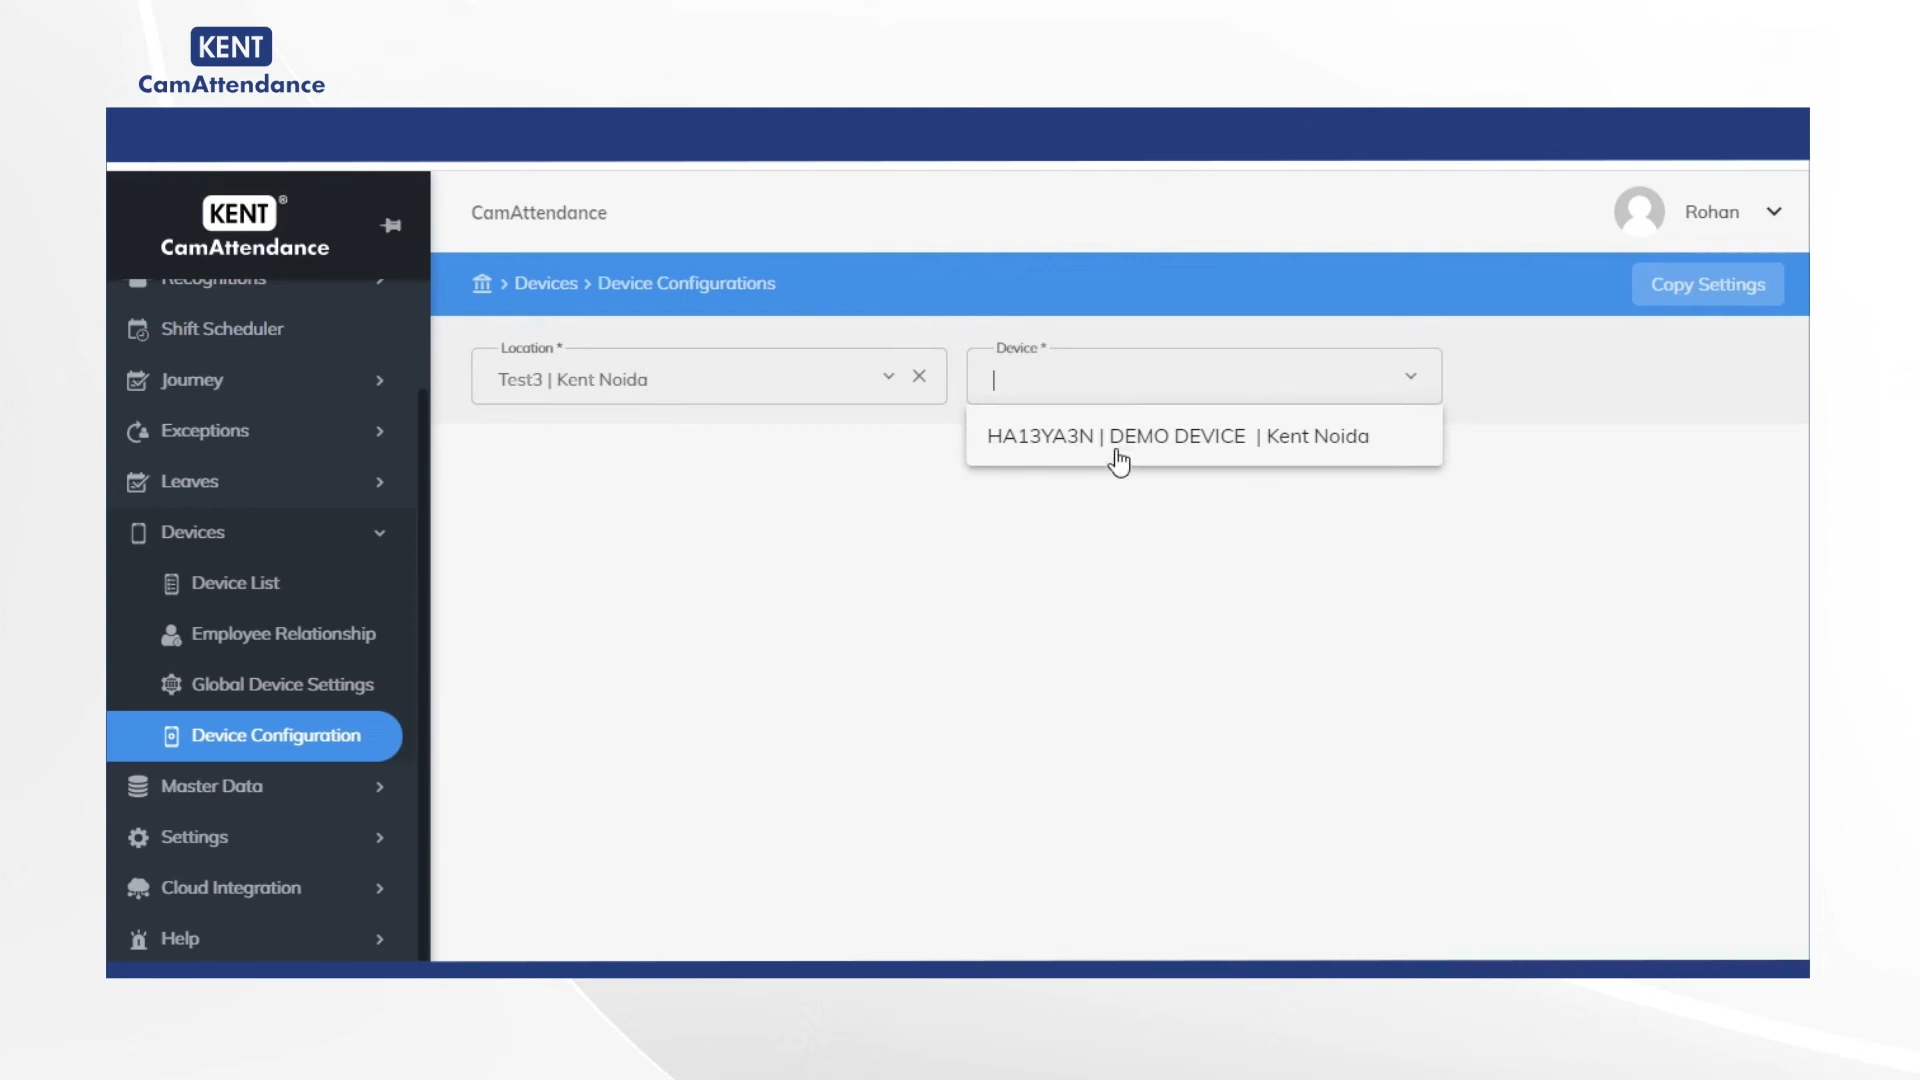 KENT
CamAttendance
KENT®
CamAttendance
CamAttendance
Rohan
> Devices > Device Configurations
Copy Settings
Location *
Test3 | Kent Noida
Device *
HA13YA3N | DEMO DEVICE | Kent Noida
Recognitions
Shift Scheduler
Journey
Exceptions
Leaves
Devices
Device List
Employee Relationship
Global Device Settings
Device Configuration
Master Data
Settings
Cloud Integration
Help